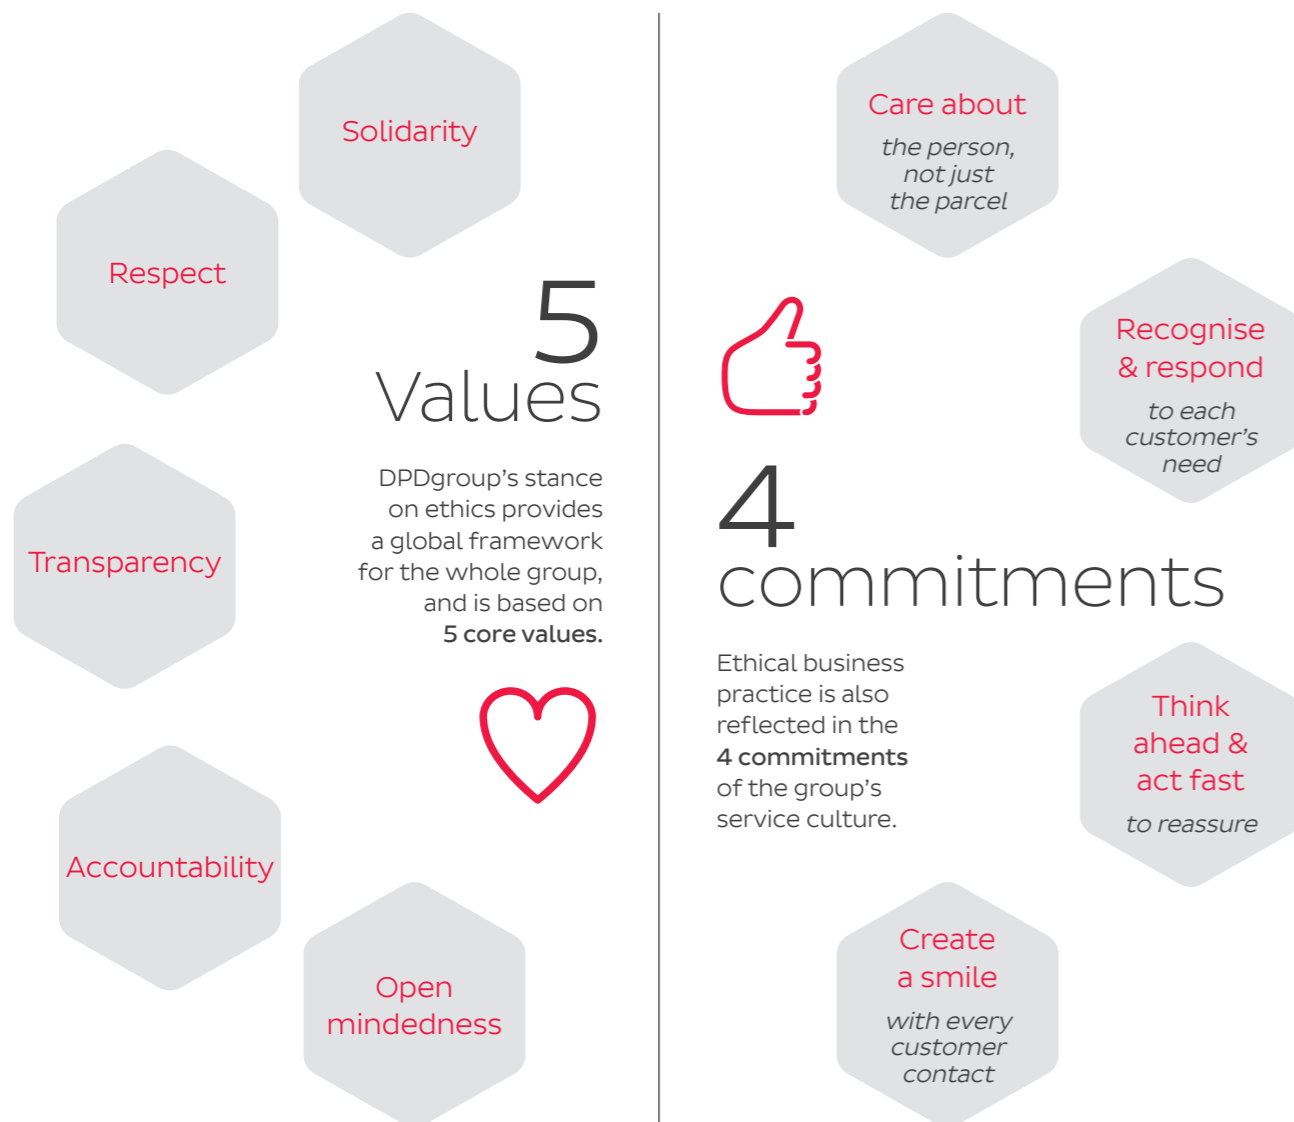 Solidarity
Respect
5
Values
DPDgroup's stance
on ethics provides
a global framework
for the whole group,
and is based on
5 core values.
Transparency
Accountability
Open
mindedness
Care about
the person,
not just
the parcel
Recognise
& respond
to each
customer's
need
4
commitments
Ethical business
practice is also
reflected in the
4 commitments
of the group's
service culture.
Think
ahead &
act fast
to reassure
Create
a smile
with every
customer
contact